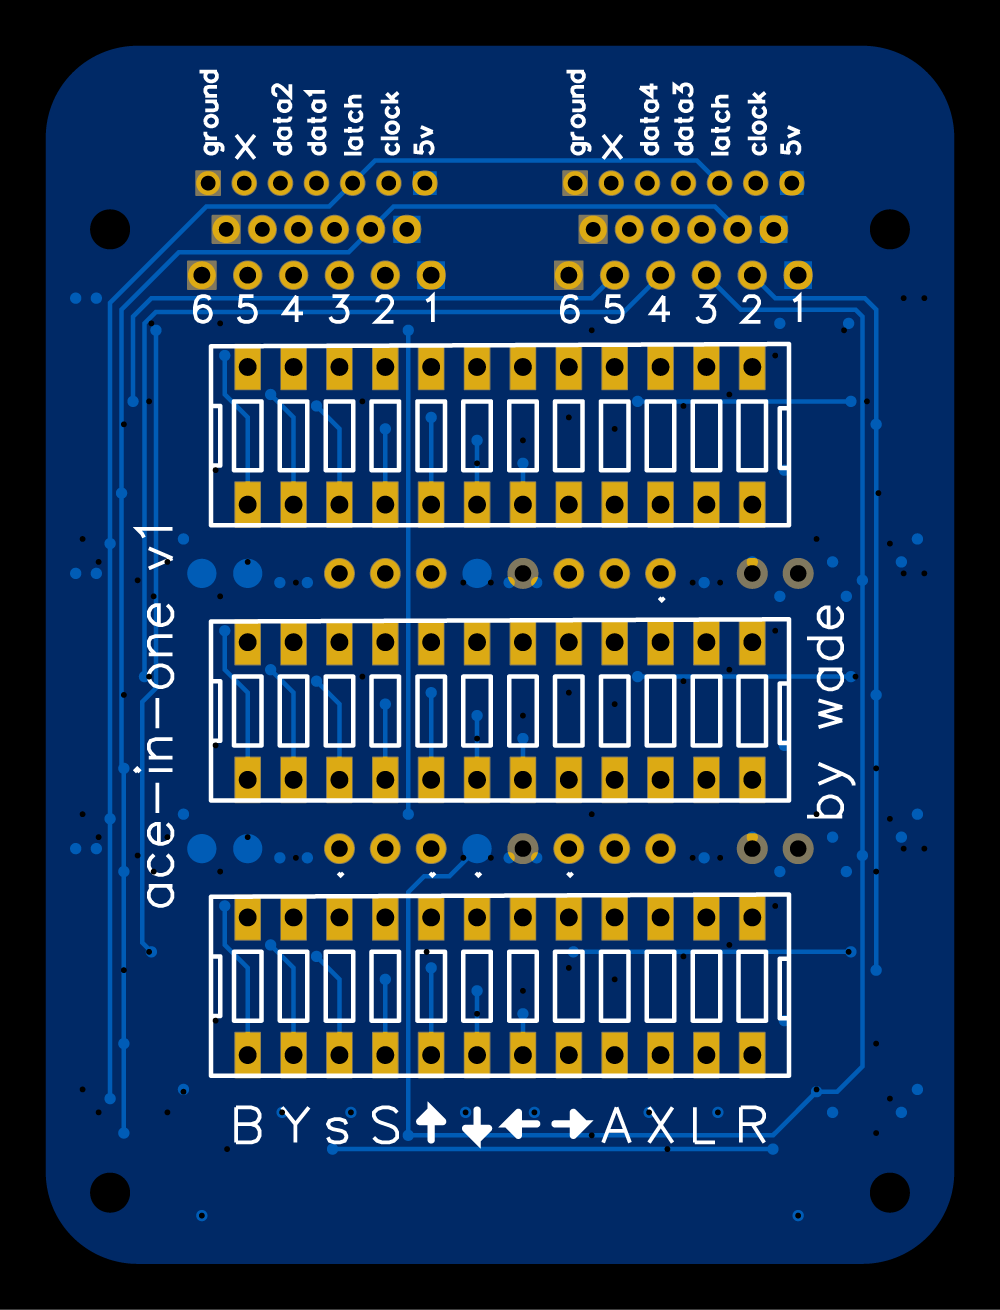 ground X data2 data1 latch clock 5v
ground X data4 data3 latch clock 5v
6 5 4 3 2 1
6 5 4 3 2 1
ace-in-one v1
by wade
B Y s S ↑ ↓ ← → A X L R